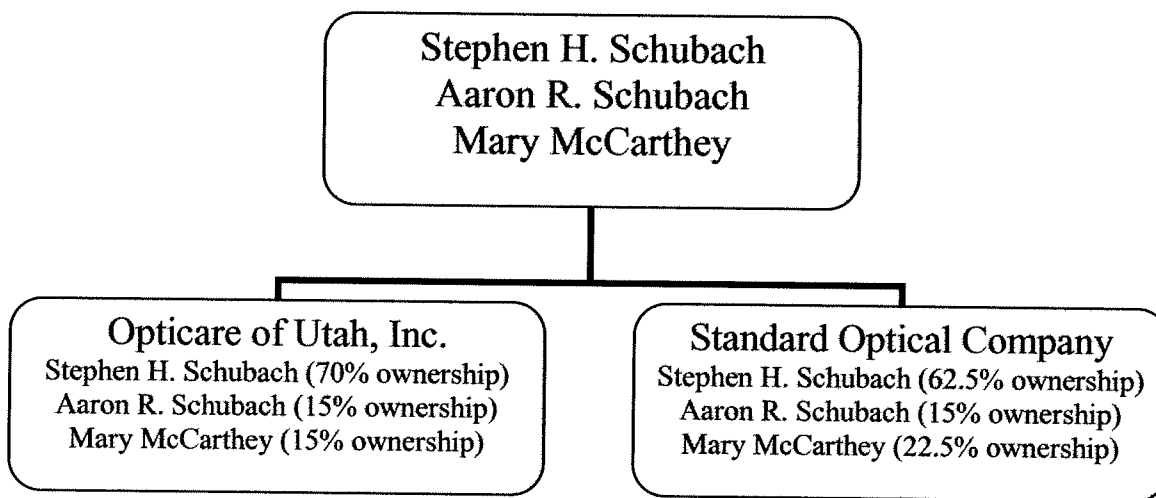 Stephen H. Schubach
Aaron R. Schubach
Mary McCarthey
Opticare of Utah, Inc.
Stephen H. Schubach (70% ownership)
Aaron R. Schubach (15% ownership)
Mary McCarthey (15% ownership)
Standard Optical Company
Stephen H. Schubach (62.5% ownership)
Aaron R. Schubach (15% ownership)
Mary McCarthey (22.5% ownership)